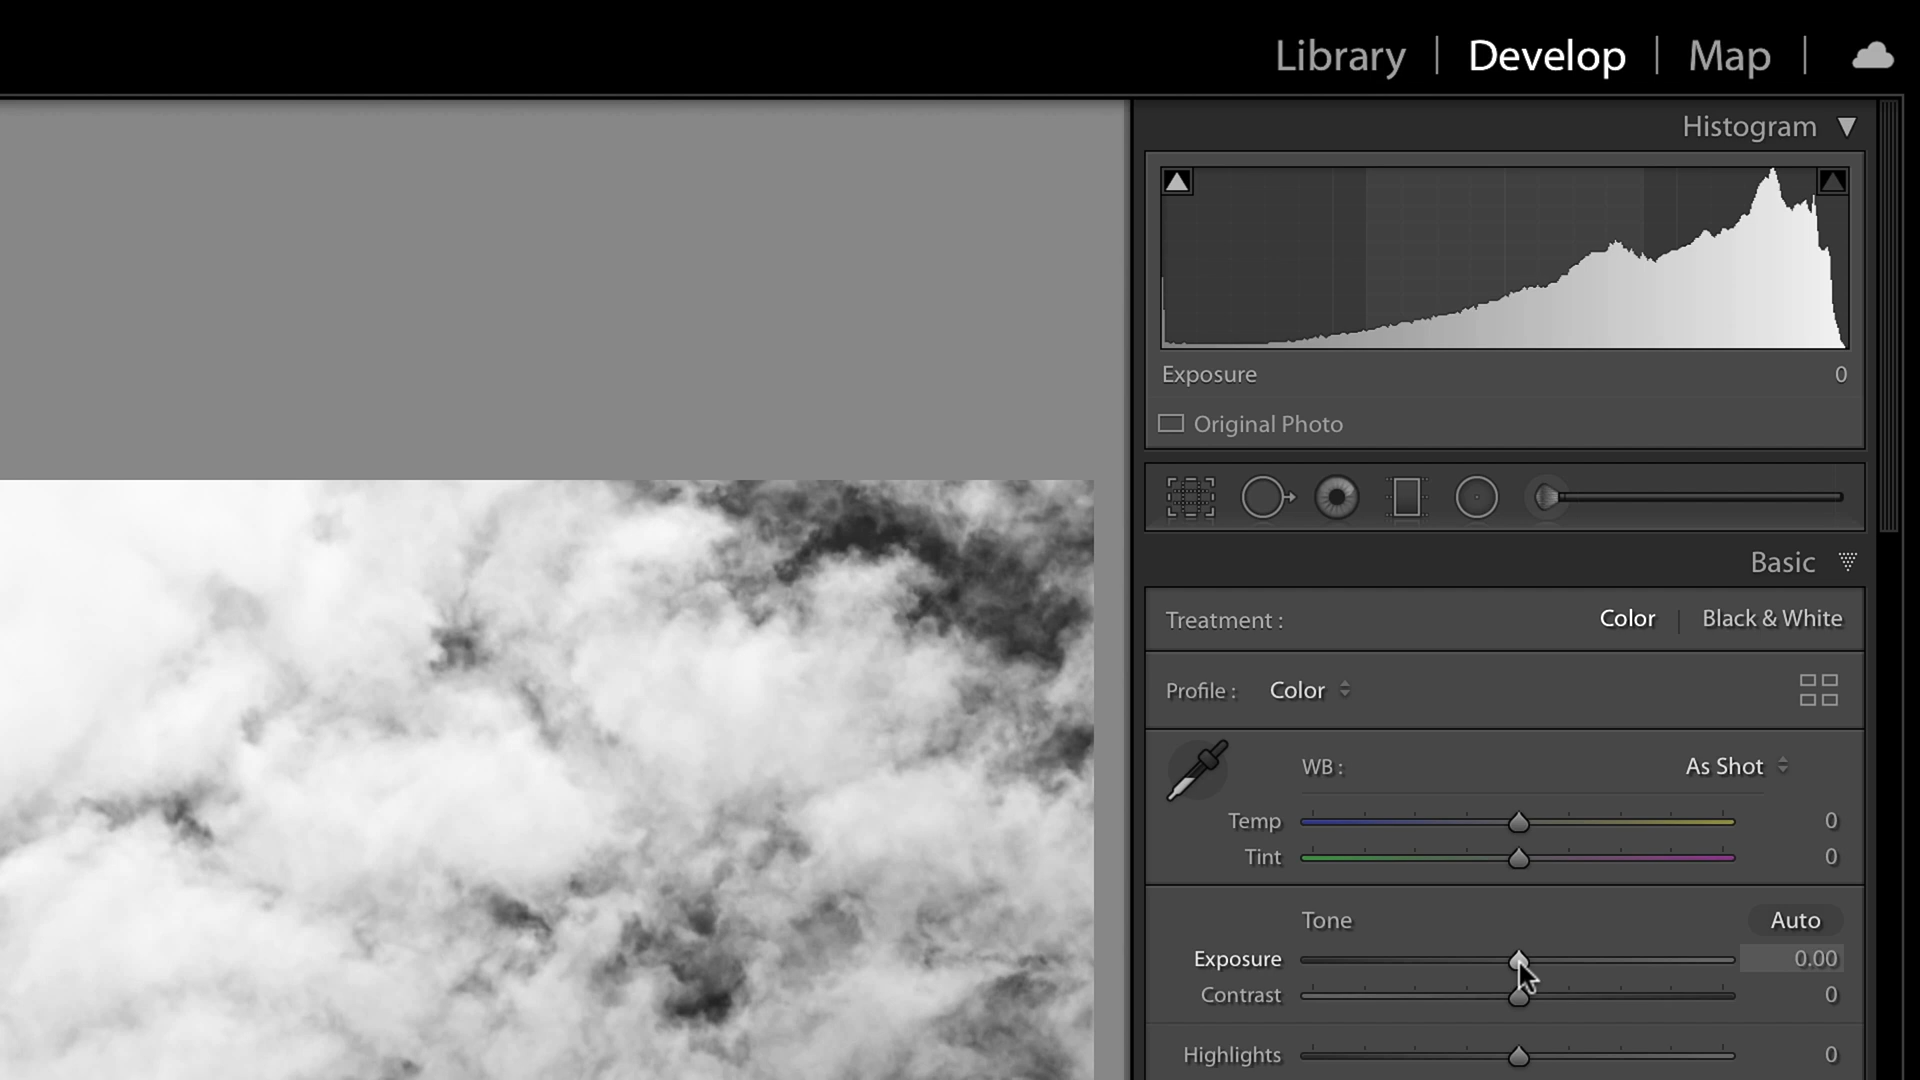 Library | Develop | Map |
Histogram
Exposure 0
Original Photo
Basic
Treatment : Color | Black & White
Profile : Color
WB : As Shot
Temp 0
Tint 0
Tone Auto
Exposure 0.00
Contrast 0
Highlights 0